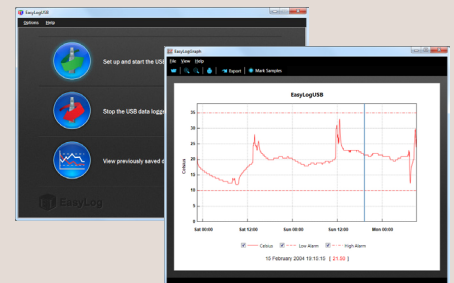 EasyLogUSB
Options Help
Set up and start the USB
Stop the USB data logge
View previously saved d
EasyLog
EasyLogGraph
File View Help
Export Mark Samples
EasyLogUSB
35
30
25
20
15
10
5
0
Celsius
Sat 00:00 Sat 12:00 Sun 00:00 Sun 12:00 Mon 00:00
Celsius Low Alarm High Alarm
15 February 2004 19:15:15 [ 21.50 ]